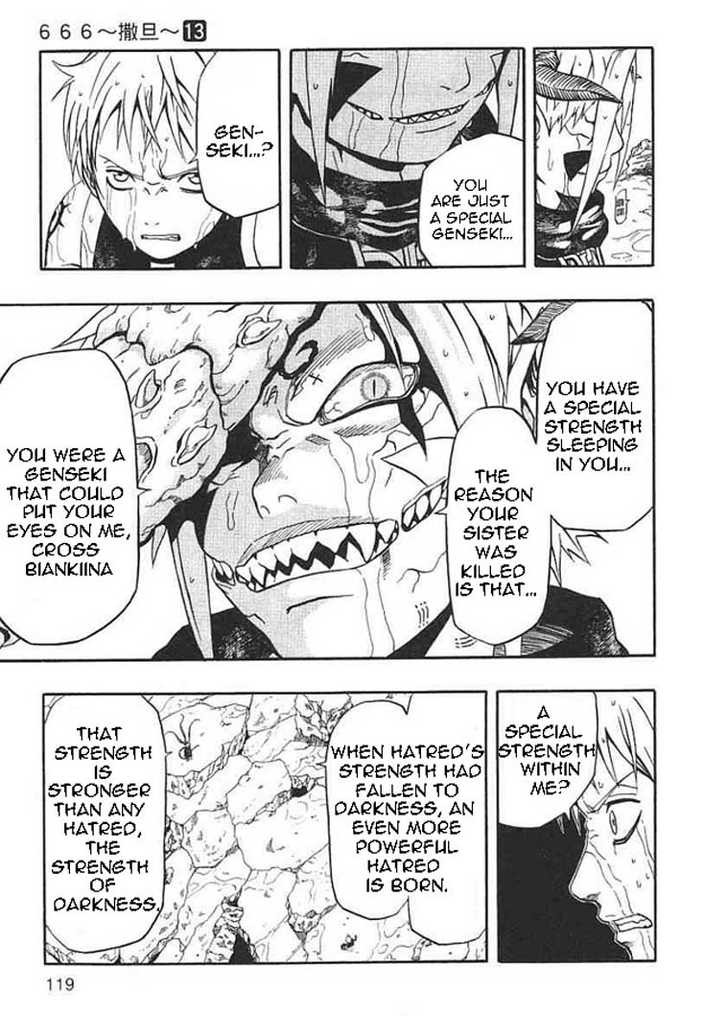 666～撒旦～13
YOU
ARE JUST
A SPECIAL
GENSEKI...
GEN-
SEKI...?
YOU HAVE
A SPECIAL
STRENGTH
SLEEPING
IN YOU...
THE
REASON
YOUR
SISTER
WAS
KILLED
IS THAT...
YOU WERE A
GENSEKI
THAT COULD
PUT YOUR
EYES ON ME,
CROSS
BIANKIINA
A
SPECIAL
STRENGTH
WITHIN
ME?
WHEN HATRED'S
STRENGTH HAD
FALLEN TO
DARKNESS, AN
EVEN MORE
POWERFUL
HATRED
IS BORN.
THAT
STRENGTH
IS
STRONGER
THAN ANY
HATRED,
THE
STRENGTH
OF
DARKNESS.
119